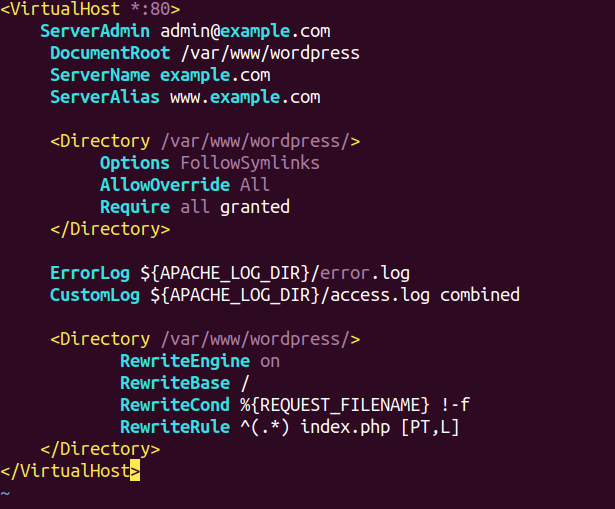 <VirtualHost *:80>
    ServerAdmin admin@example.com
     DocumentRoot /var/www/wordpress
     ServerName example.com
     ServerAlias www.example.com

     <Directory /var/www/wordpress/>
          Options FollowSymlinks
          AllowOverride All
          Require all granted
     </Directory>

     ErrorLog ${APACHE_LOG_DIR}/error.log
     CustomLog ${APACHE_LOG_DIR}/access.log combined

     <Directory /var/www/wordpress/>
            RewriteEngine on
            RewriteBase /
            RewriteCond %{REQUEST_FILENAME} !-f
            RewriteRule ^(.*) index.php [PT,L]
    </Directory>
</VirtualHost>
~